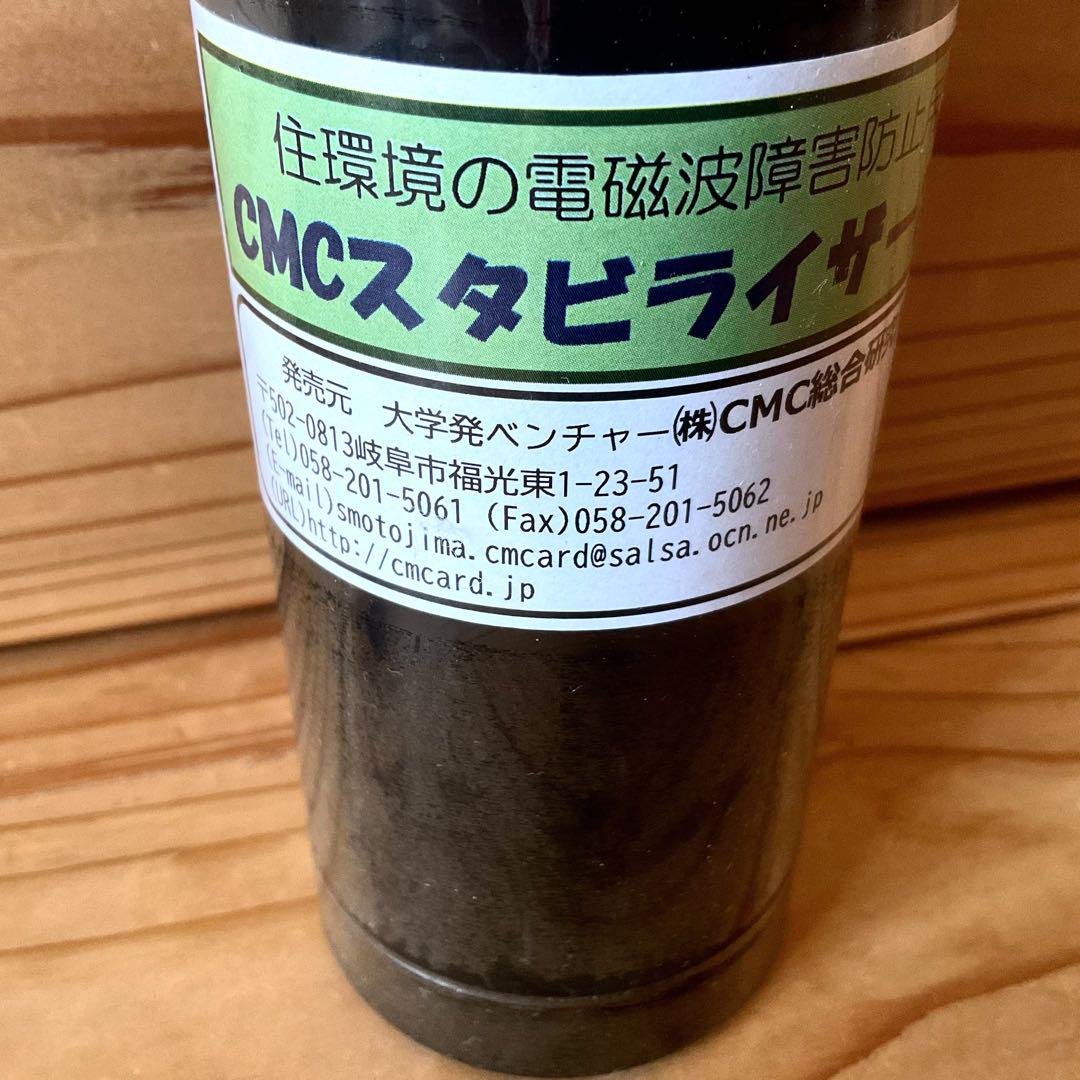 住環境の電磁波障害防止
CMCスタビライザー
発売元 大学発ベンチャー㈱CMC総合研
〒502-0813岐阜市福光東1-23-51
(Tel)058-201-5061 (Fax)058-201-5062
(E-mail)smotojima.cmcard@salsa.ocn.ne.jp
(URL)http://cmcard.jp